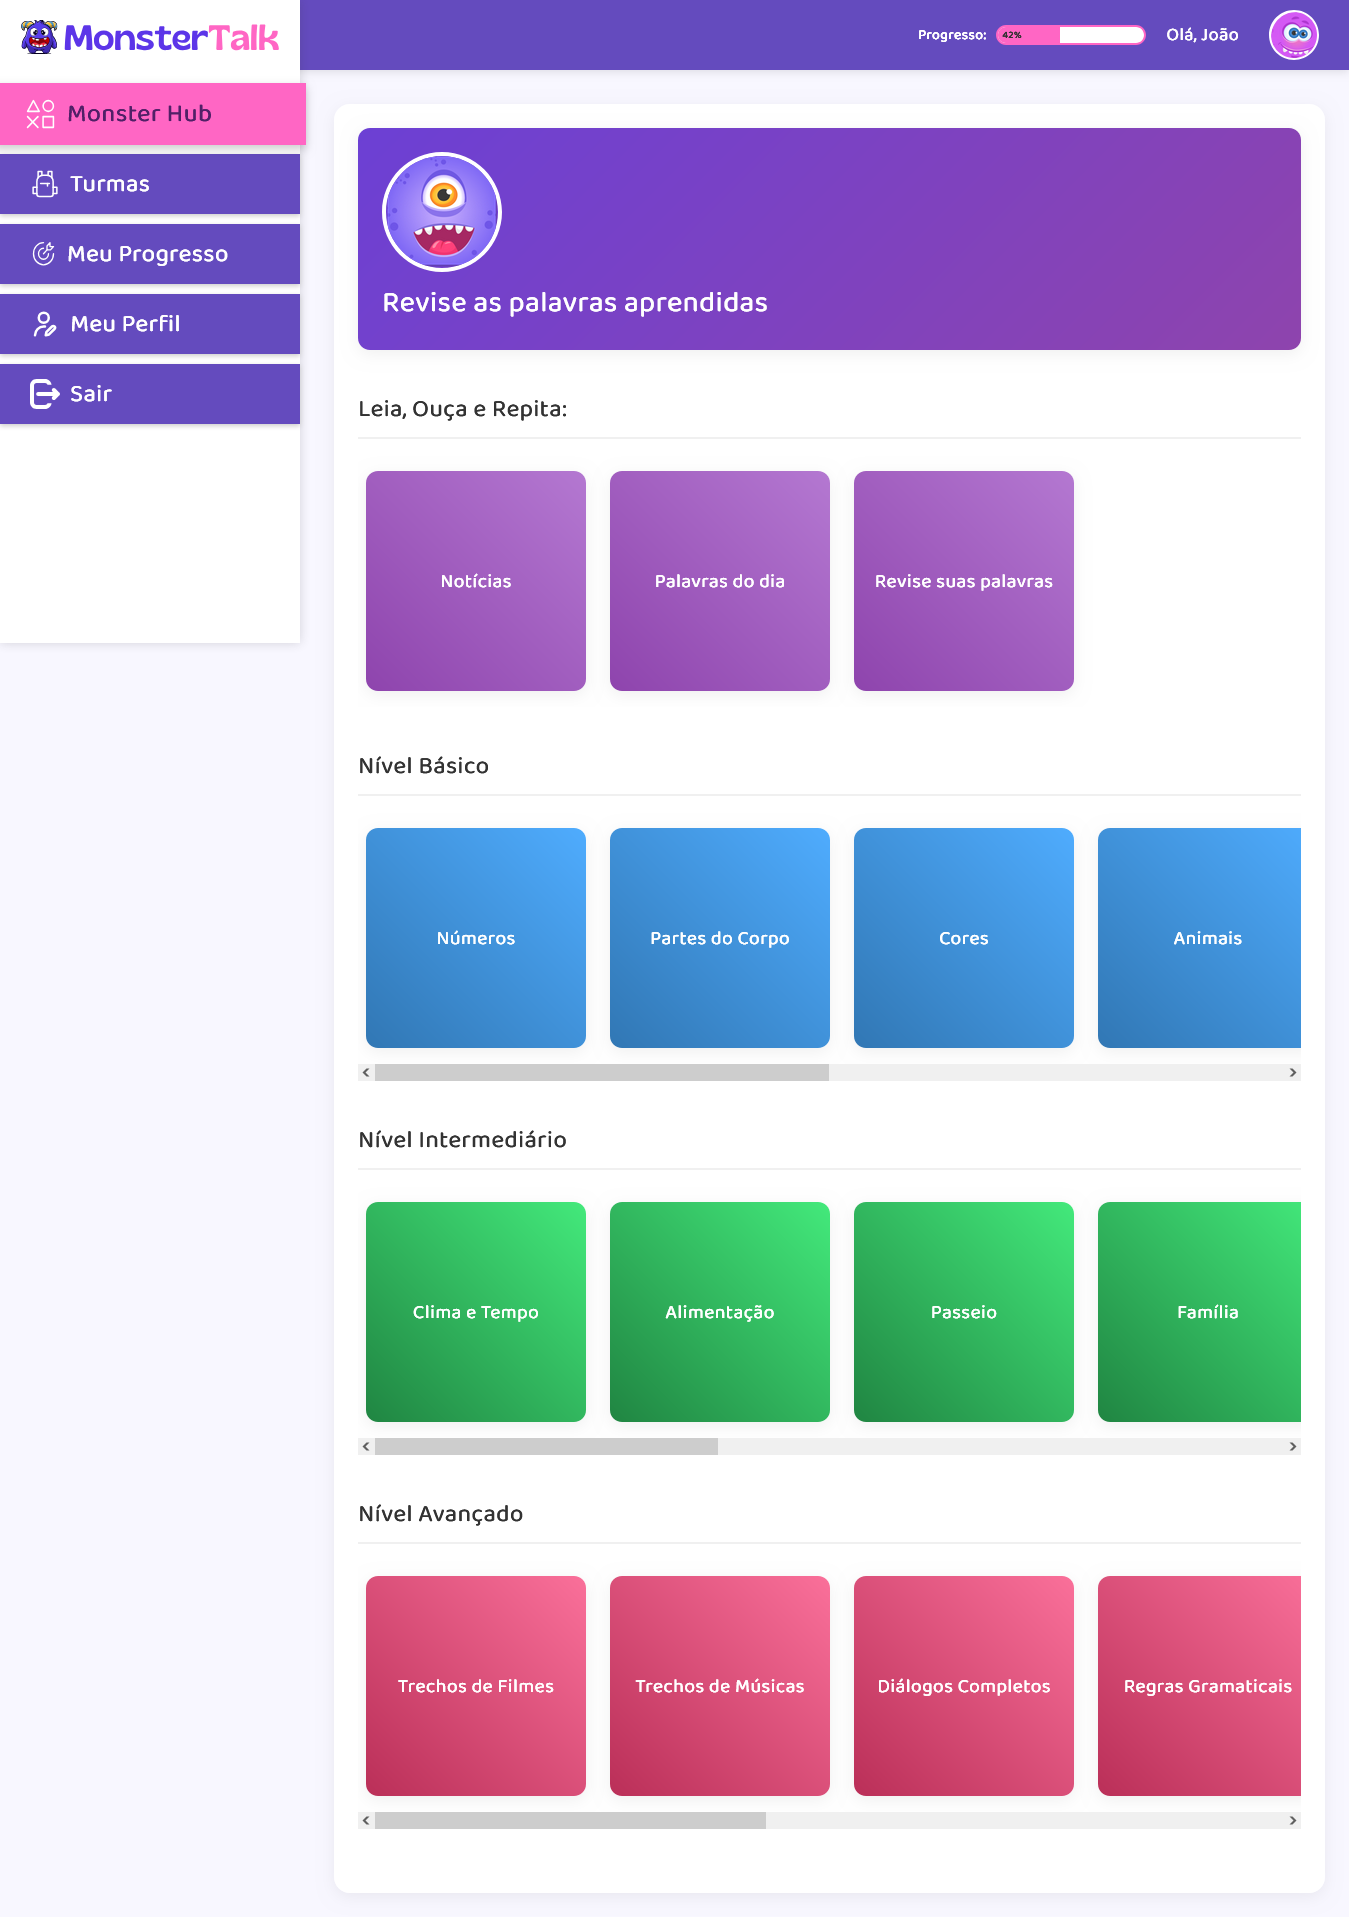 MonsterTalk
Progresso: 42% Olá, João
Monster Hub
Turmas
Meu Progresso
Meu Perfil
Sair
Revise as palavras aprendidas
Leia, Ouça e Repita:
Notícias
Palavras do dia
Revise suas palavras
Nível Básico
Números
Partes do Corpo
Cores
Animais
Nível Intermediário
Clima e Tempo
Alimentação
Passeio
Família
Nível Avançado
Trechos de Filmes
Trechos de Músicas
Diálogos Completos
Regras Gramaticais